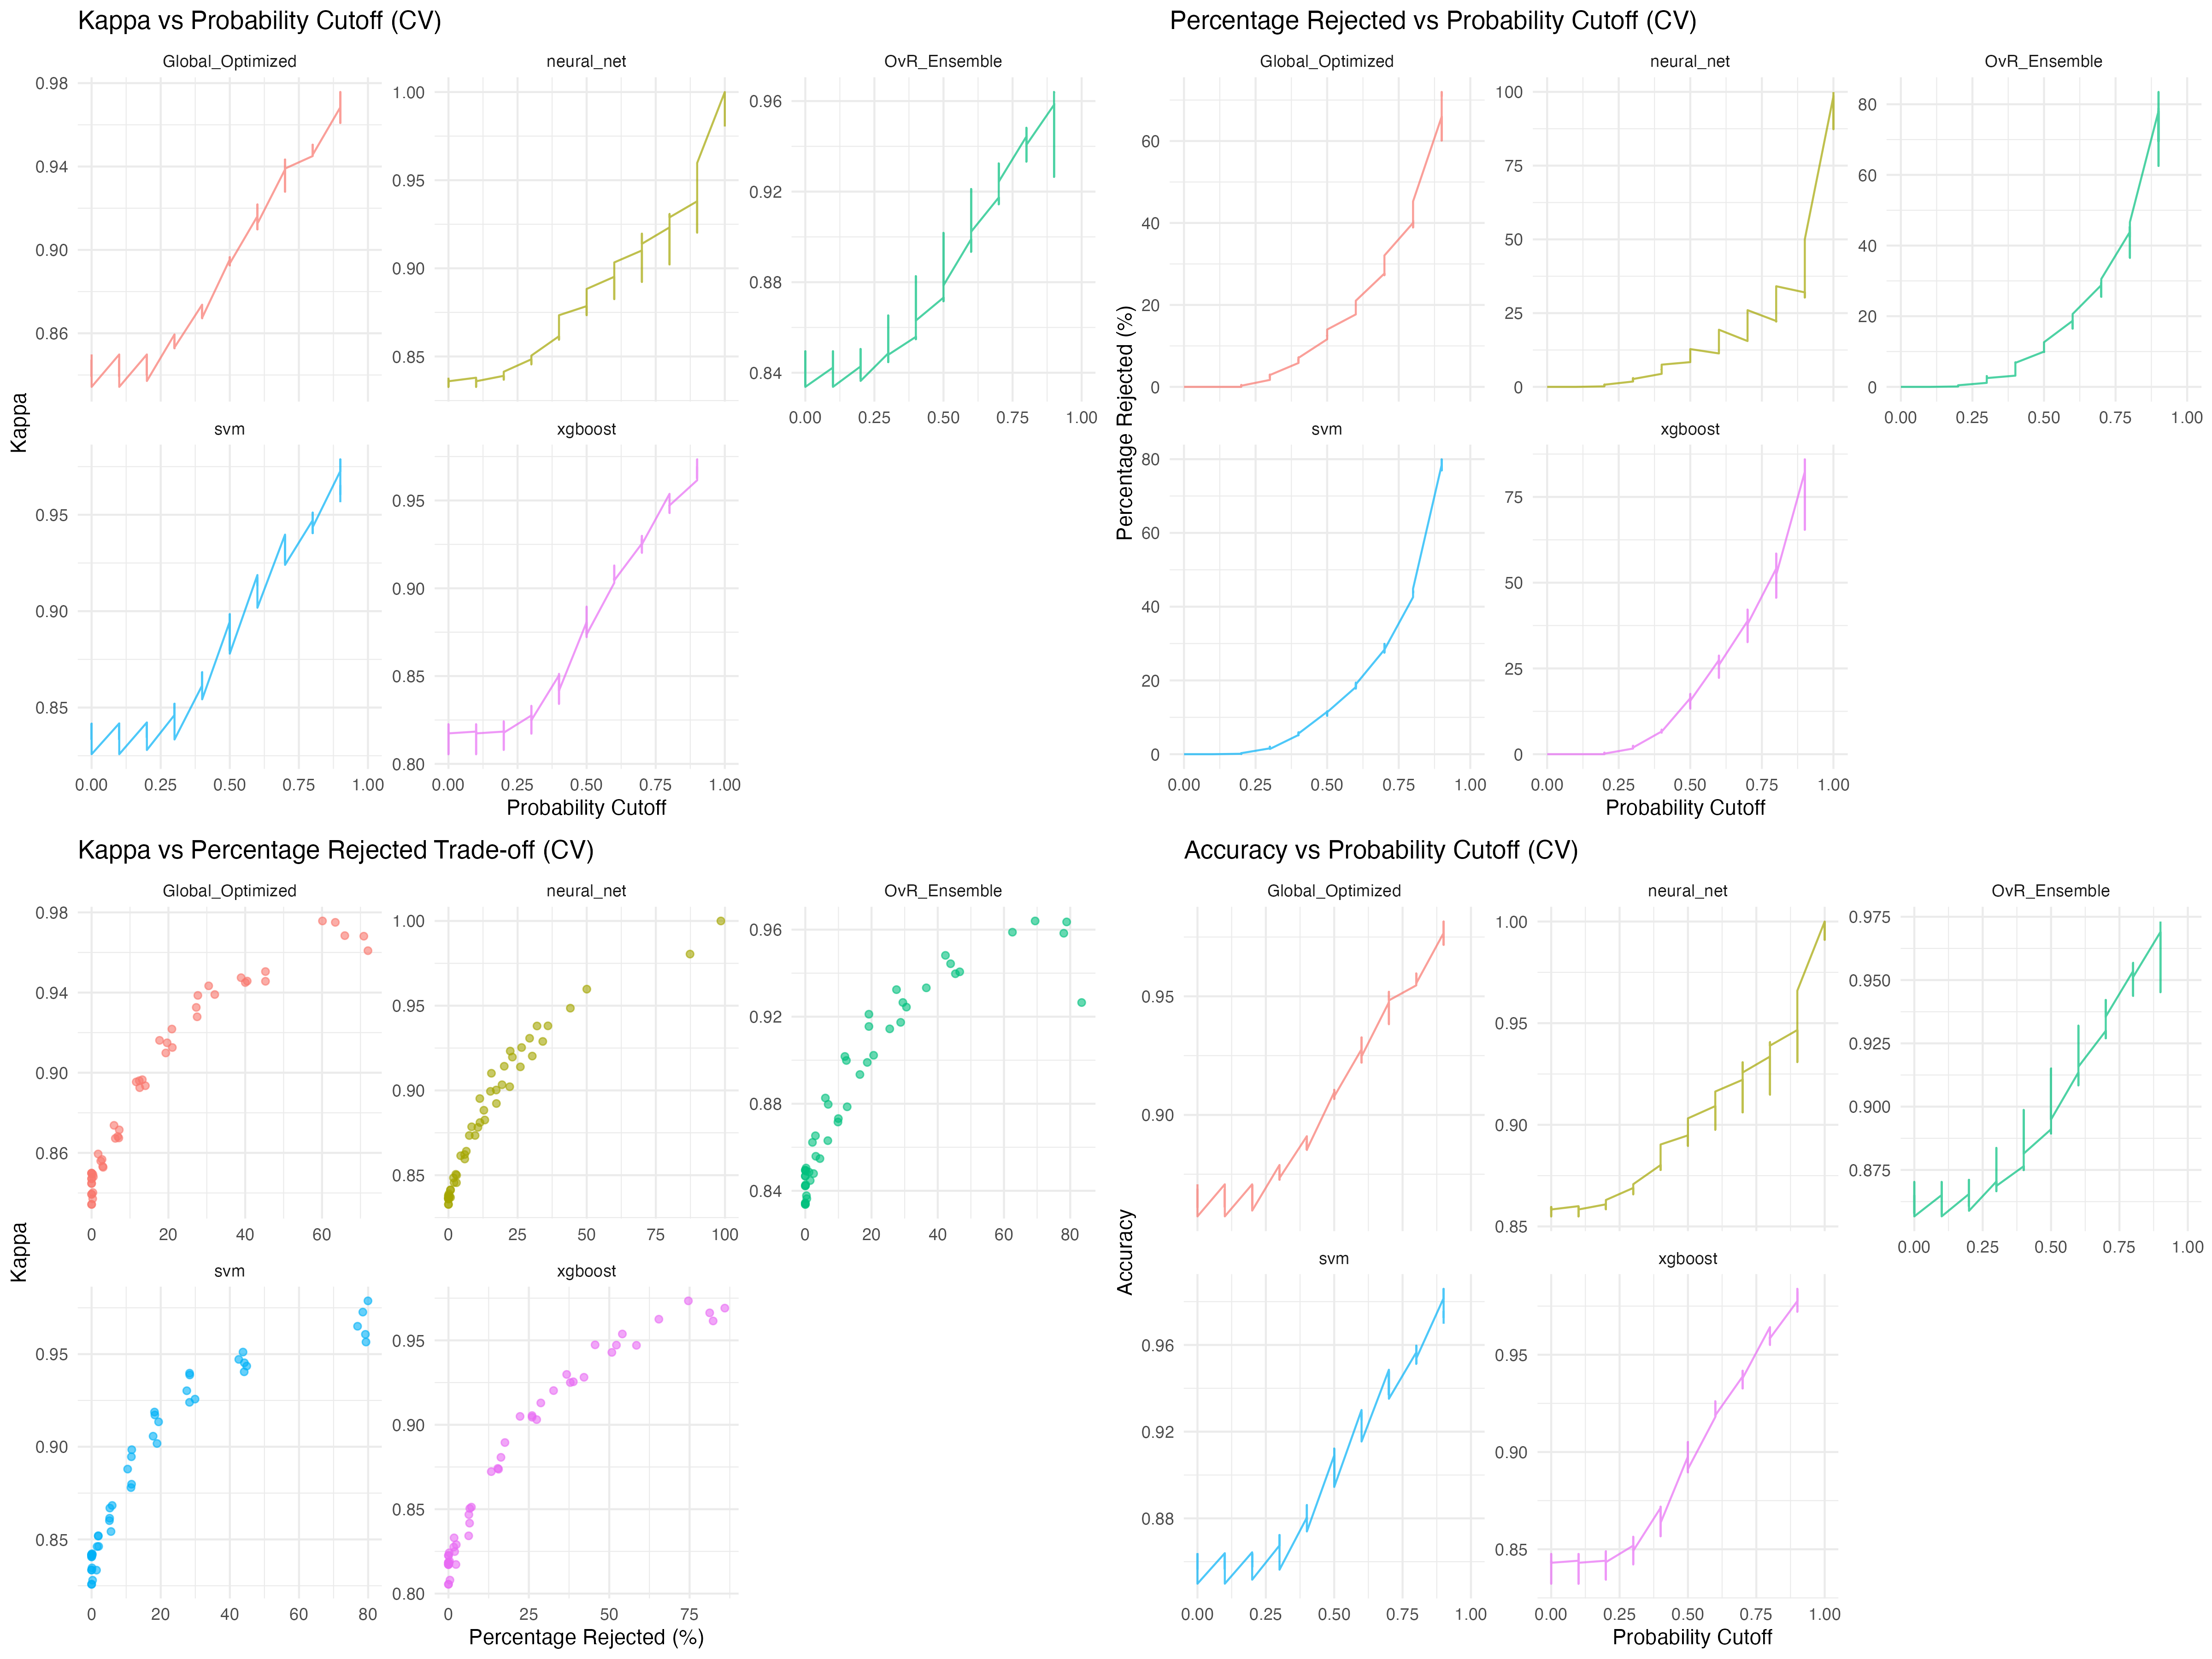 Kappa vs Probability Cutoff (CV)
Global_Optimized neural_net OvR_Ensemble
0.98 0.94 0.90 0.86
1.00 0.95 0.90 0.85
0.96 0.92 0.88 0.84
0.00 0.25 0.50 0.75 1.00
Kappa
svm xgboost
0.95 0.90 0.85
0.95 0.90 0.85 0.80
0.00 0.25 0.50 0.75 1.00
0.00 0.25 0.50 0.75 1.00
Probability Cutoff
Percentage Rejected vs Probability Cutoff (CV)
Global_Optimized neural_net OvR_Ensemble
60 40 20 0
100 75 50 25 0
80 60 40 20 0
0.00 0.25 0.50 0.75 1.00
Percentage Rejected (%)
svm xgboost
80 60 40 20 0
75 50 25 0
0.00 0.25 0.50 0.75 1.00
0.00 0.25 0.50 0.75 1.00
Probability Cutoff
Kappa vs Percentage Rejected Trade-off (CV)
Global_Optimized neural_net OvR_Ensemble
0.98 0.94 0.90 0.86
1.00 0.95 0.90 0.85
0.96 0.92 0.88 0.84
0 20 40 60
0 25 50 75 100
0 20 40 60 80
Kappa
svm xgboost
0.95 0.90 0.85
0.95 0.90 0.85 0.80
0 20 40 60 80
0 25 50 75
Percentage Rejected (%)
Accuracy vs Probability Cutoff (CV)
Global_Optimized neural_net OvR_Ensemble
0.95 0.90
1.00 0.95 0.90 0.85
0.975 0.950 0.925 0.900 0.875
0.00 0.25 0.50 0.75 1.00
Accuracy
svm xgboost
0.96 0.92 0.88
0.95 0.90 0.85
0.00 0.25 0.50 0.75 1.00
0.00 0.25 0.50 0.75 1.00
Probability Cutoff